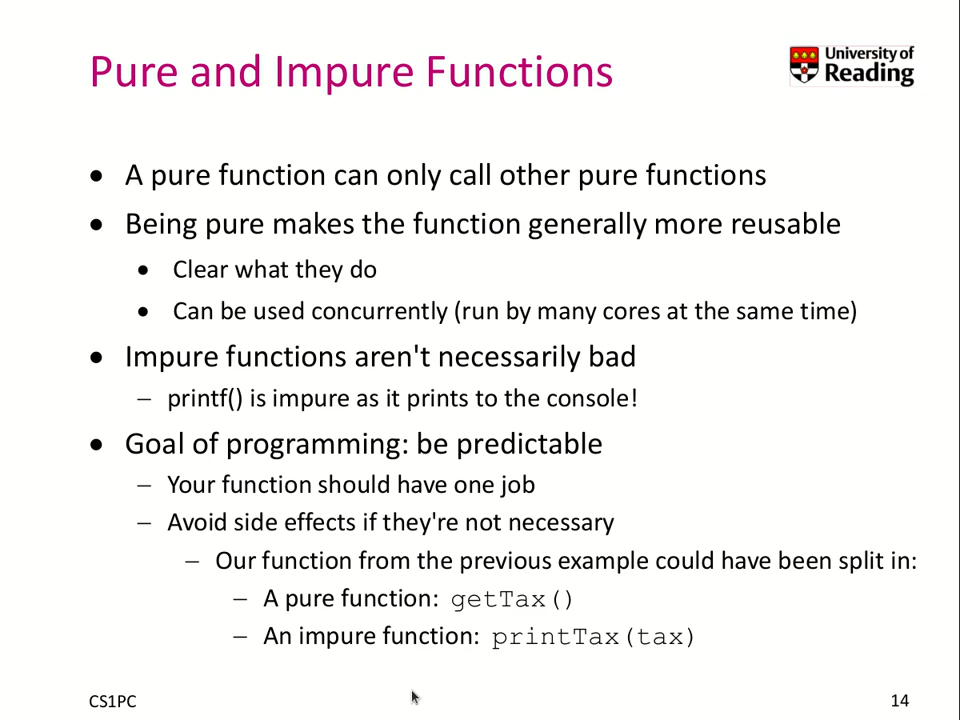 Pure and Impure Functions
University of
Reading
• A pure function can only call other pure functions
• Being pure makes the function generally more reusable
• Clear what they do
• Can be used concurrently (run by many cores at the same time)
• Impure functions aren't necessarily bad
– printf() is impure as it prints to the console!
• Goal of programming: be predictable
– Your function should have one job
– Avoid side effects if they're not necessary
– Our function from the previous example could have been split in:
– A pure function: getTax()
– An impure function: printTax(tax)
CS1PC
14